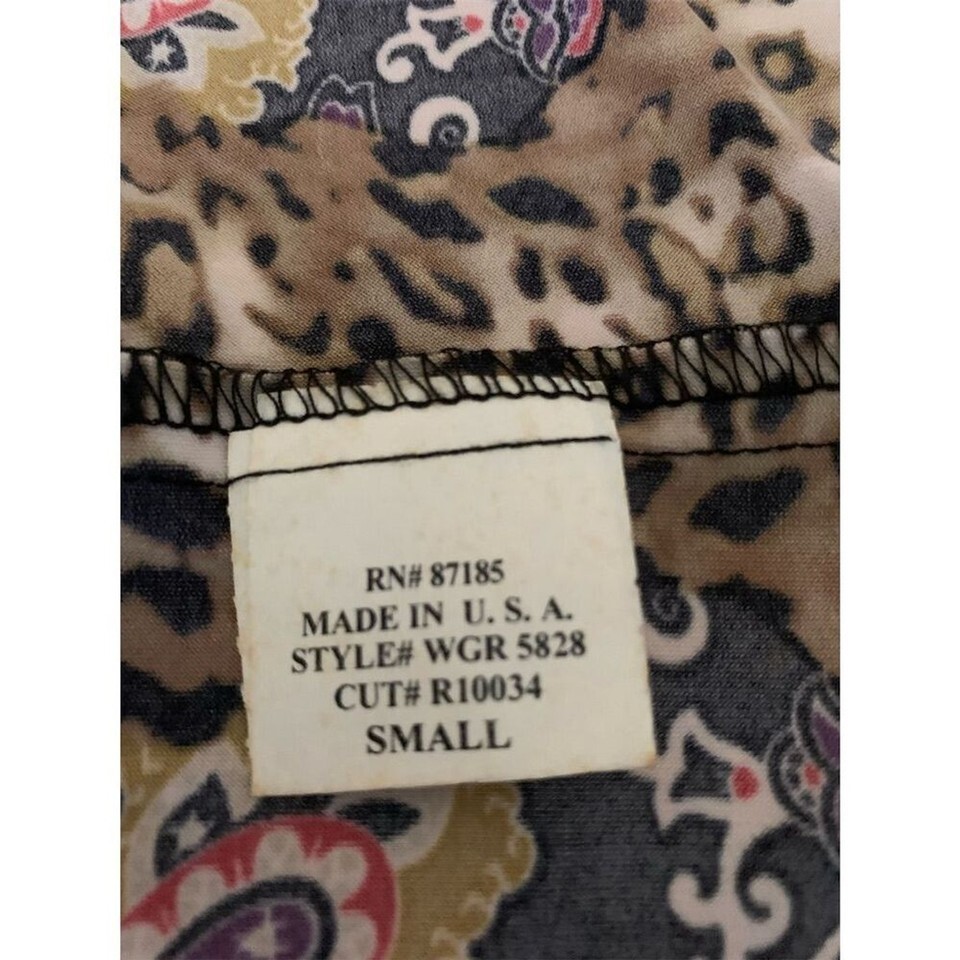 RN# 87185
MADE IN U. S. A.
STYLE# WGR 5828
CUT# R10034
SMALL